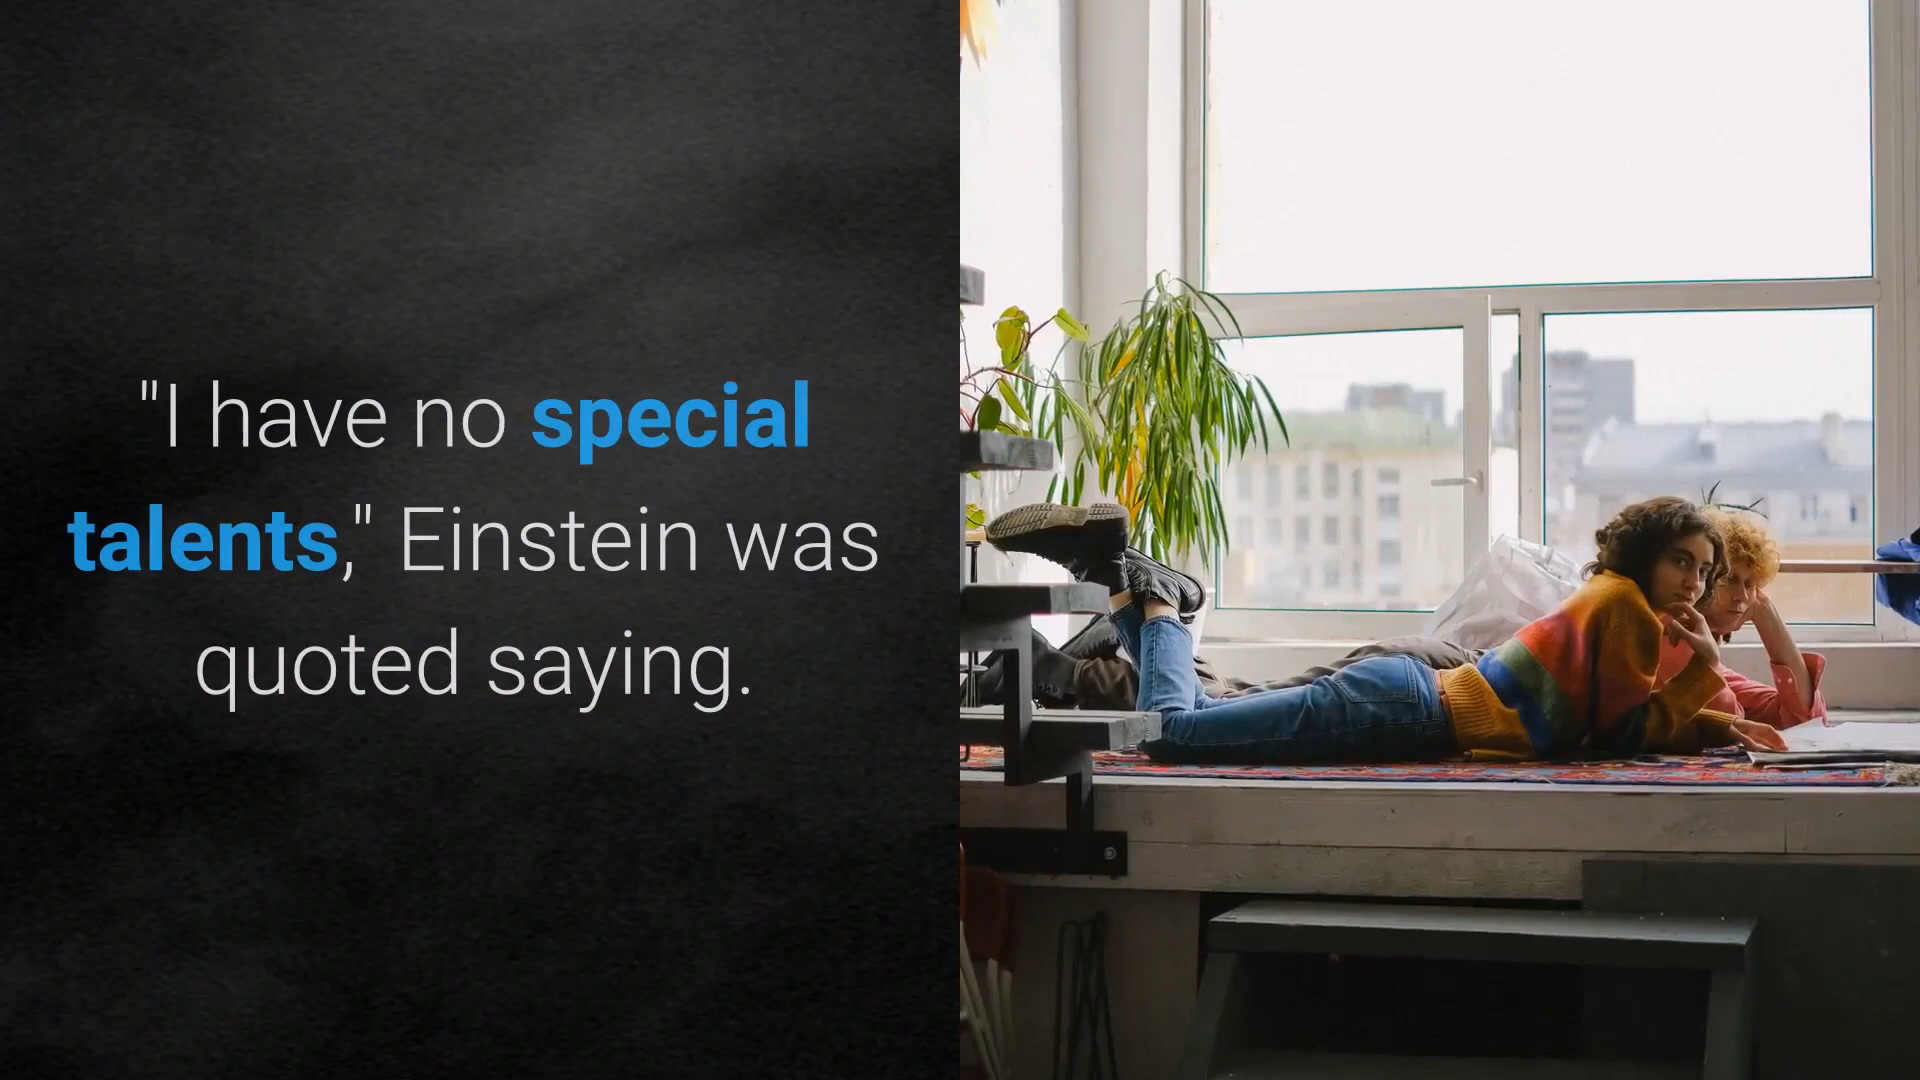 "I have no special
talents," Einstein was
quoted saying.